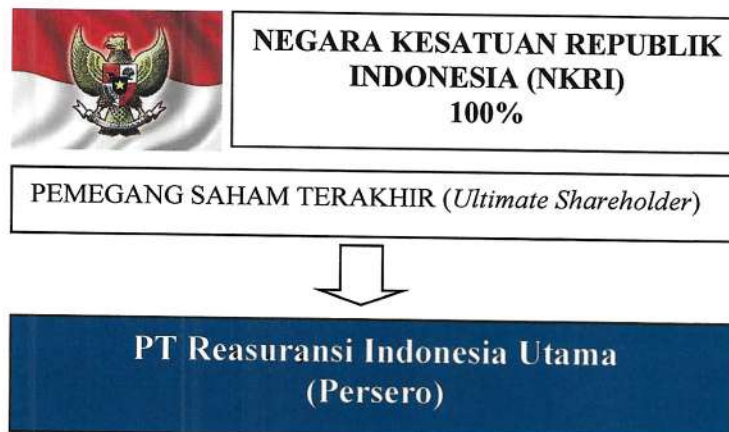 NEGARA KESATUAN REPUBLIK
INDONESIA (NKRI)
100%
PEMEGANG SAHAM TERAKHIR (Ultimate Shareholder)
PT Reasuransi Indonesia Utama
(Persero)